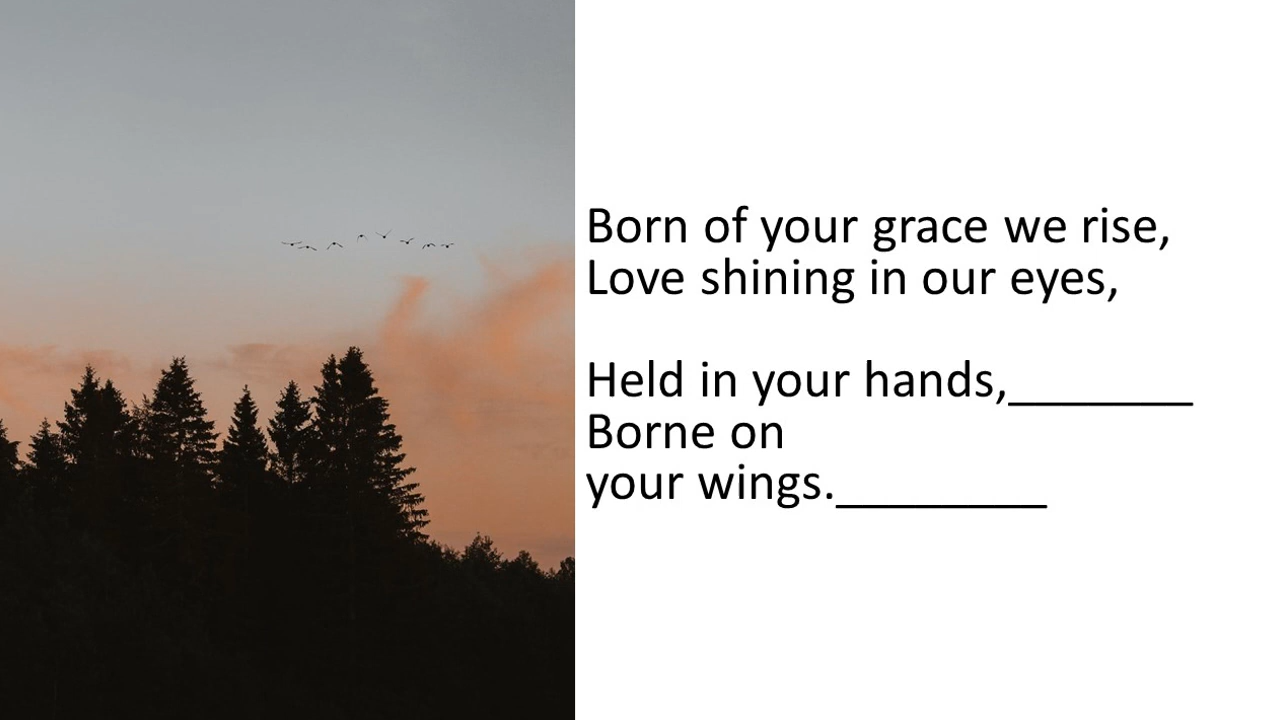 Born of your grace we rise,
Love shining in our eyes,
Held in your hands,_______
Borne on
your wings.________